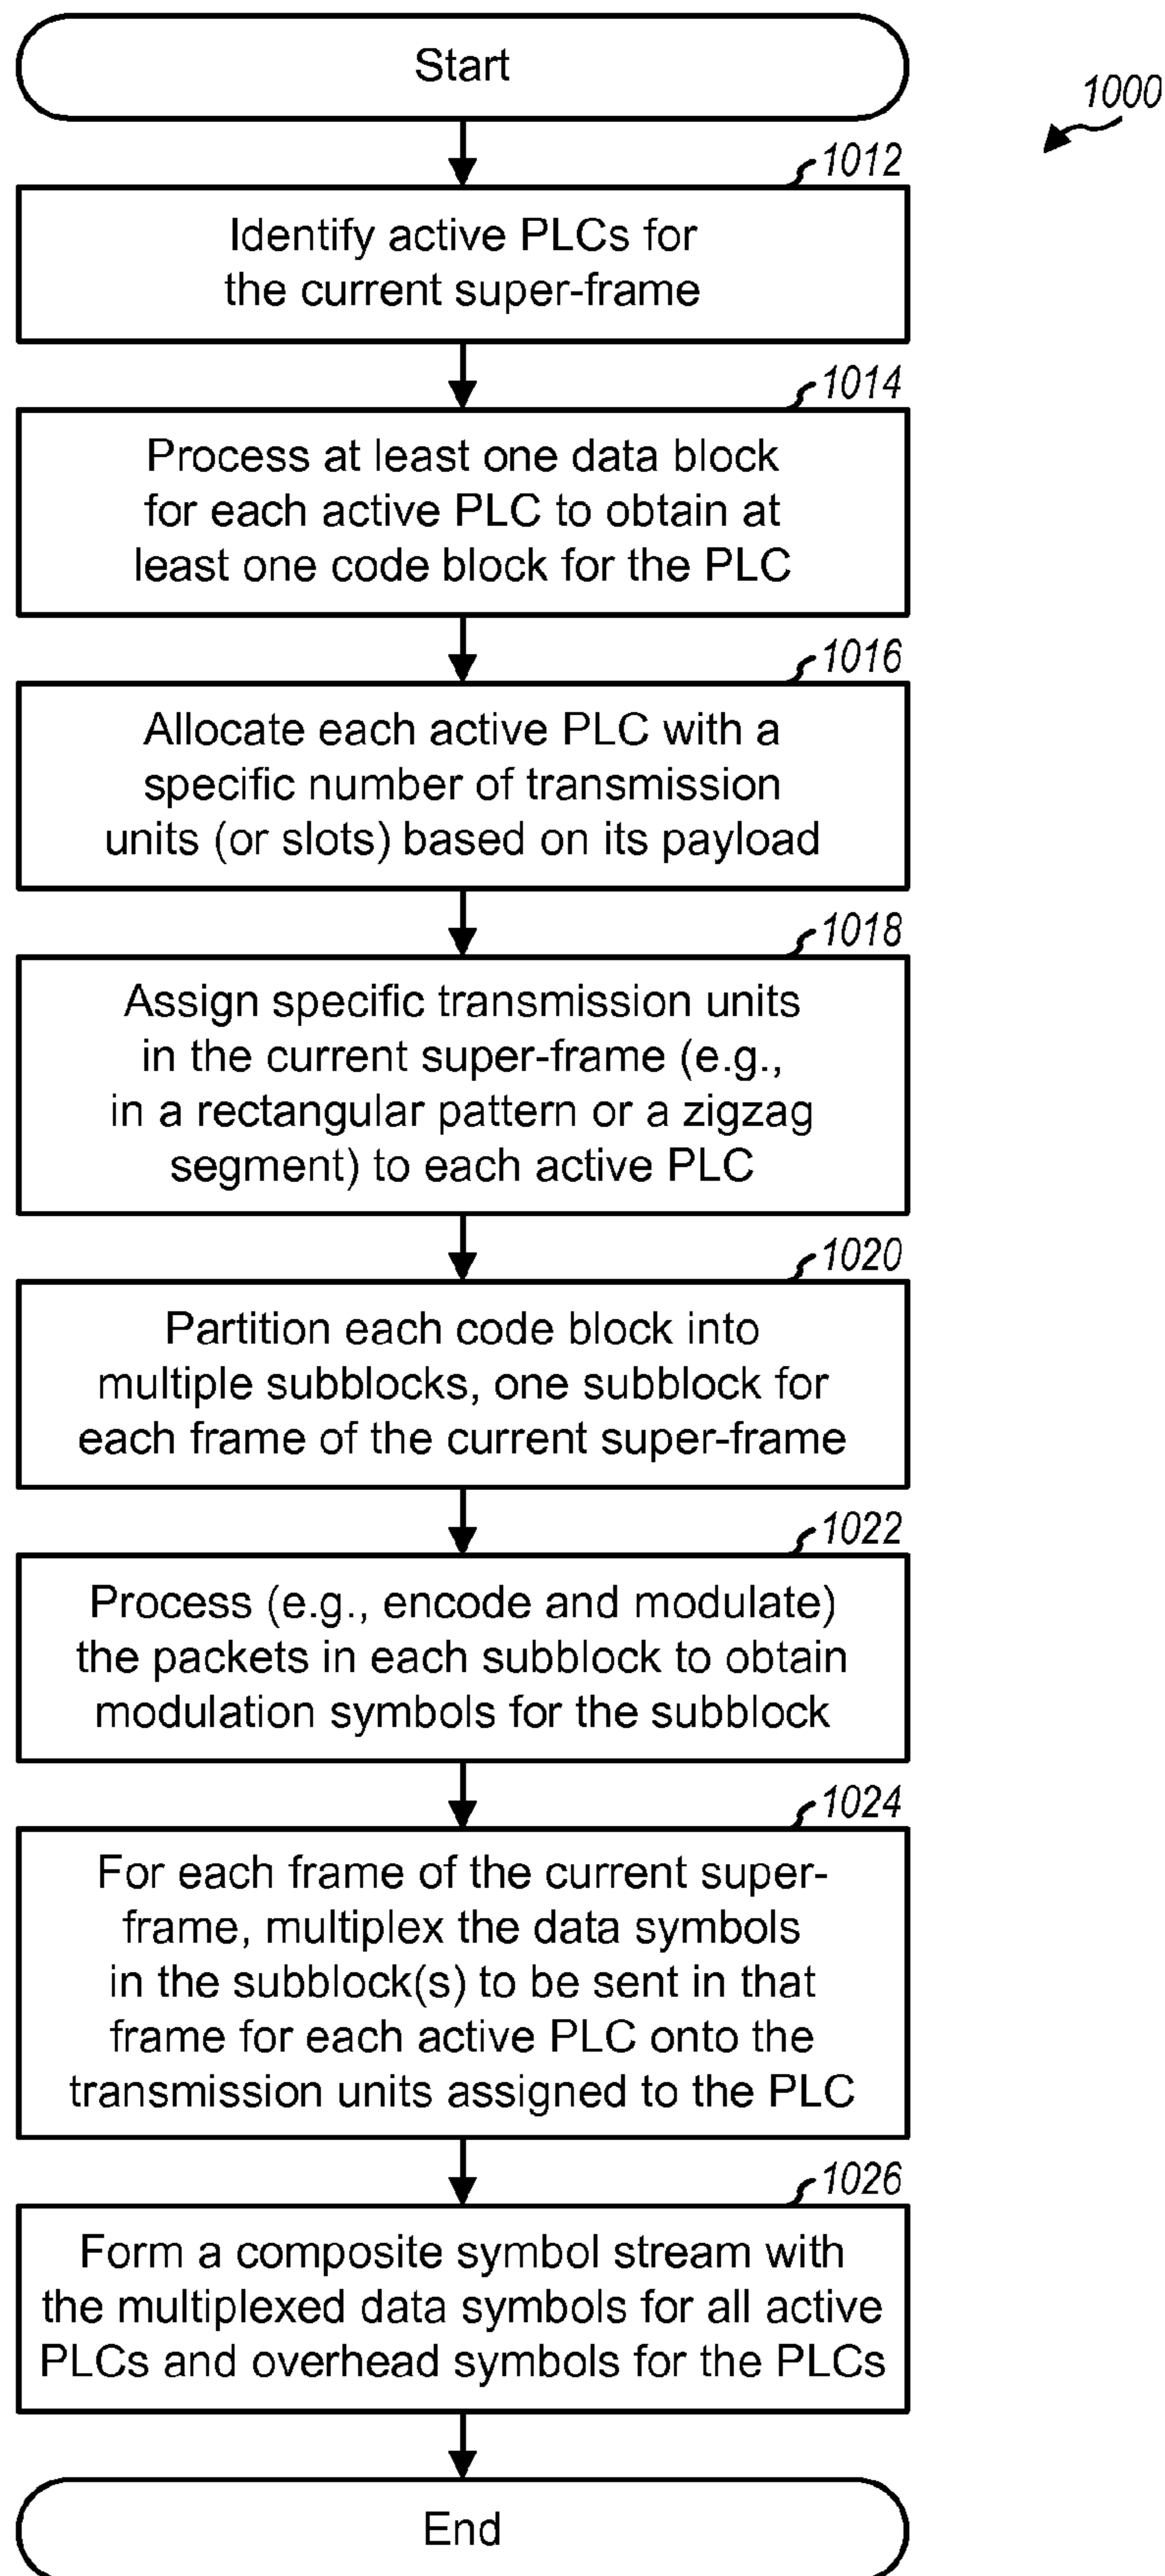 Start
1000
1012
Identify active PLCs for
the current super-frame
1014
Process at least one data block
for each active PLC to obtain at
least one code block for the PLC
1016
Allocate each active PLC with a
specific number of transmission
units (or slots) based on its payload
1018
Assign specific transmission units
in the current super-frame (e.g.,
in a rectangular pattern or a zigzag
segment) to each active PLC
1020
Partition each code block into
multiple subblocks, one subblock for
each frame of the current super-frame
1022
Process (e.g., encode and modulate)
the packets in each subblock to obtain
modulation symbols for the subblock
1024
For each frame of the current super-
frame, multiplex the data symbols
in the subblock(s) to be sent in that
frame for each active PLC onto the
transmission units assigned to the PLC
1026
Form a composite symbol stream with
the multiplexed data symbols for all active
PLCs and overhead symbols for the PLCs
End